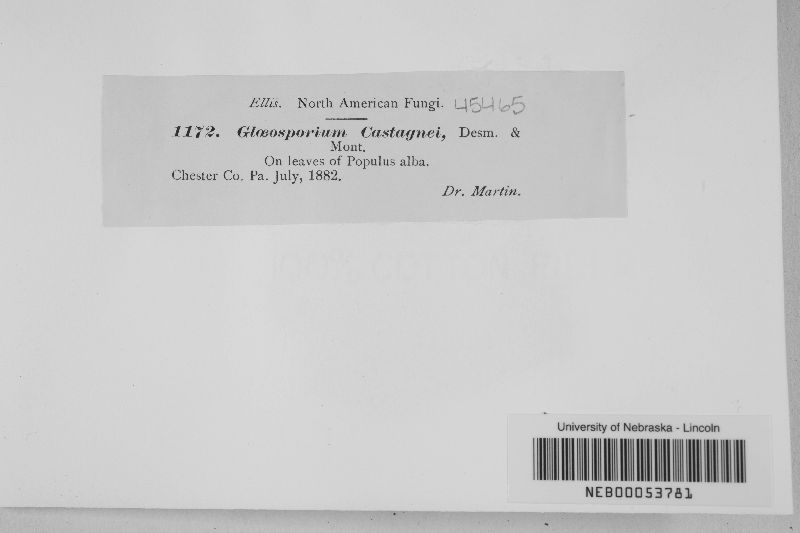 Ellis. North American Fungi. 45465
1172. Glœosporium Castagnei, Desm. &
Mont.
On leaves of Populus alba.
Chester Co. Pa. July, 1882.
Dr. Martin.
University of Nebraska - Lincoln
NEB00053781